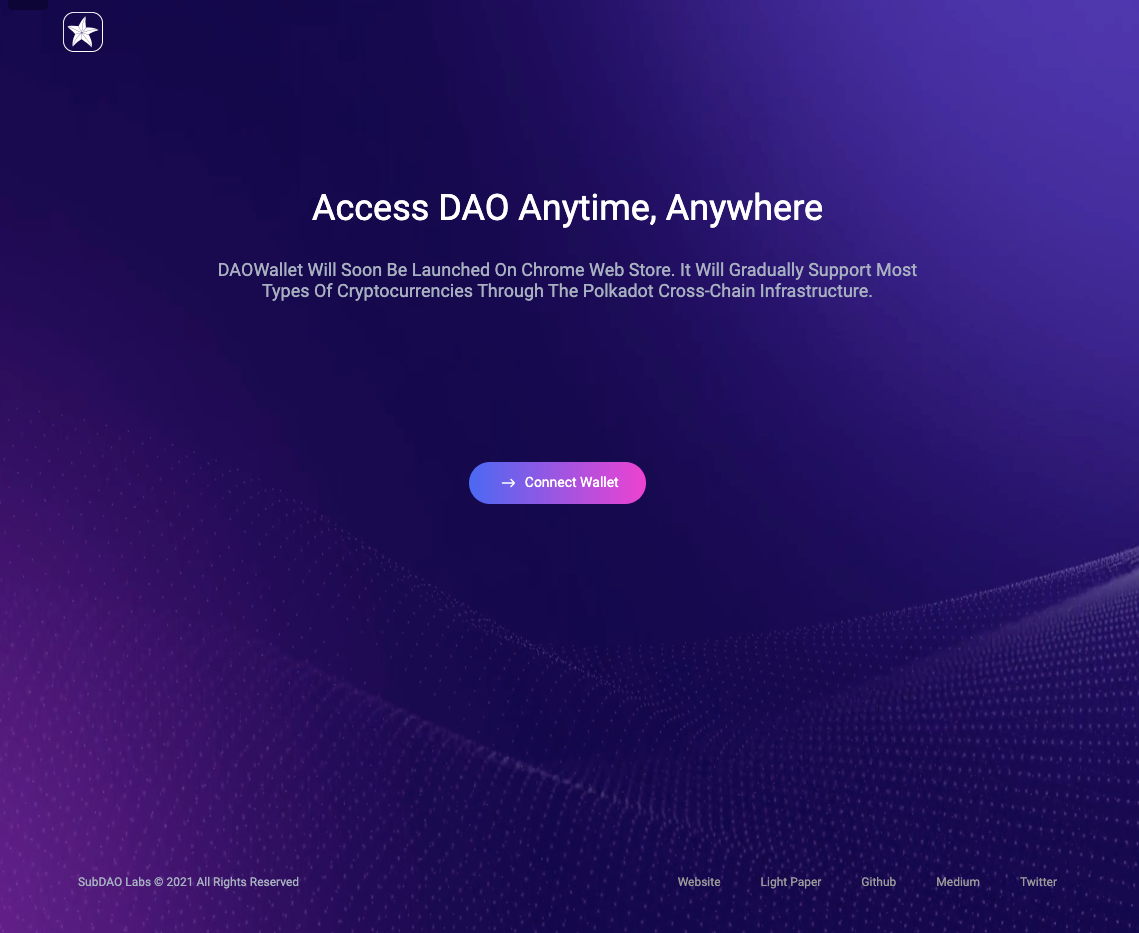 Access DAO Anytime, Anywhere
DAOWallet Will Soon Be Launched On Chrome Web Store. It Will Gradually Support Most
Types Of Cryptocurrencies Through The Polkadot Cross-Chain Infrastructure.
→ Connect Wallet
SubDAO Labs © 2021 All Rights Reserved
Website Light Paper Github Medium Twitter